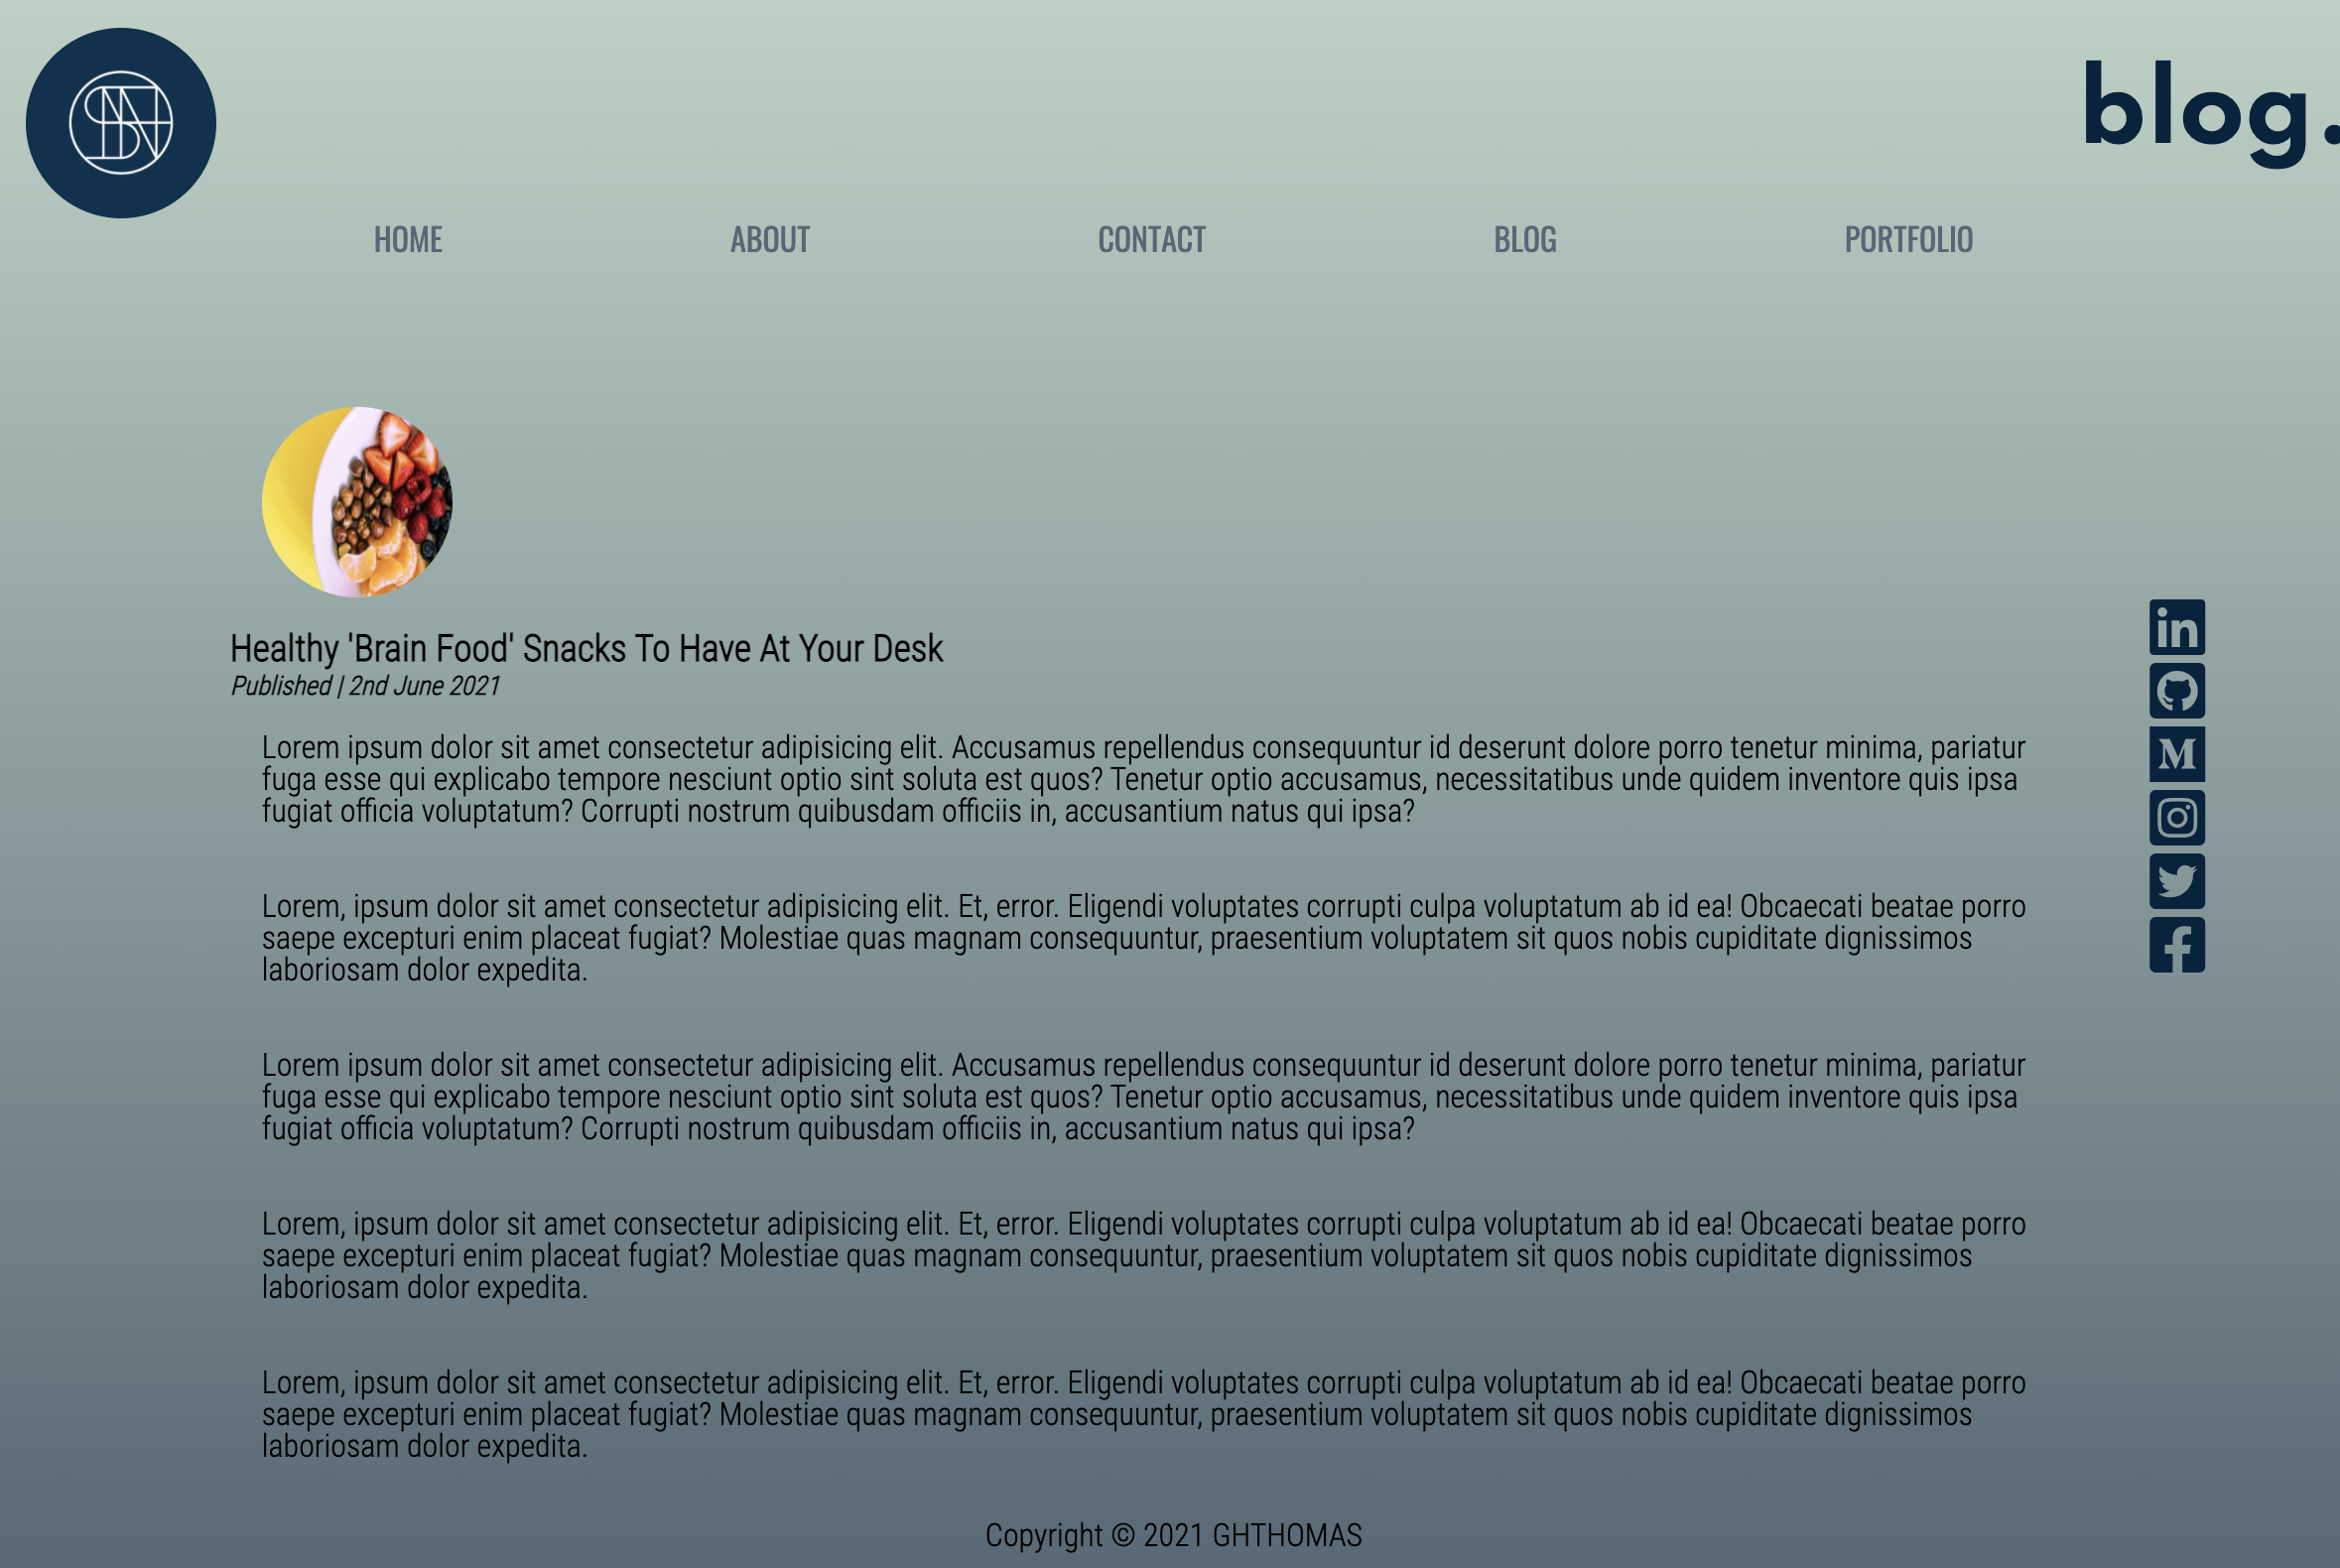 blog.
HOME ABOUT CONTACT BLOG PORTFOLIO
Healthy 'Brain Food' Snacks To Have At Your Desk
Published | 2nd June 2021
Lorem ipsum dolor sit amet consectetur adipisicing elit. Accusamus repellendus consequuntur id deserunt dolore porro tenetur minima, pariatur
fuga esse qui explicabo tempore nesciunt optio sint soluta est quos? Tenetur optio accusamus, necessitatibus unde quidem inventore quis ipsa
fugiat officia voluptatum? Corrupti nostrum quibusdam officiis in, accusantium natus qui ipsa?
Lorem, ipsum dolor sit amet consectetur adipisicing elit. Et, error. Eligendi voluptates corrupti culpa voluptatum ab id ea! Obcaecati beatae porro
saepe excepturi enim placeat fugiat? Molestiae quas magnam consequuntur, praesentium voluptatem sit quos nobis cupiditate dignissimos
laboriosam dolor expedita.
Lorem ipsum dolor sit amet consectetur adipisicing elit. Accusamus repellendus consequuntur id deserunt dolore porro tenetur minima, pariatur
fuga esse qui explicabo tempore nesciunt optio sint soluta est quos? Tenetur optio accusamus, necessitatibus unde quidem inventore quis ipsa
fugiat officia voluptatum? Corrupti nostrum quibusdam officiis in, accusantium natus qui ipsa?
Lorem, ipsum dolor sit amet consectetur adipisicing elit. Et, error. Eligendi voluptates corrupti culpa voluptatum ab id ea! Obcaecati beatae porro
saepe excepturi enim placeat fugiat? Molestiae quas magnam consequuntur, praesentium voluptatem sit quos nobis cupiditate dignissimos
laboriosam dolor expedita.
Lorem, ipsum dolor sit amet consectetur adipisicing elit. Et, error. Eligendi voluptates corrupti culpa voluptatum ab id ea! Obcaecati beatae porro
saepe excepturi enim placeat fugiat? Molestiae quas magnam consequuntur, praesentium voluptatem sit quos nobis cupiditate dignissimos
laboriosam dolor expedita.
Copyright © 2021 GHTHOMAS